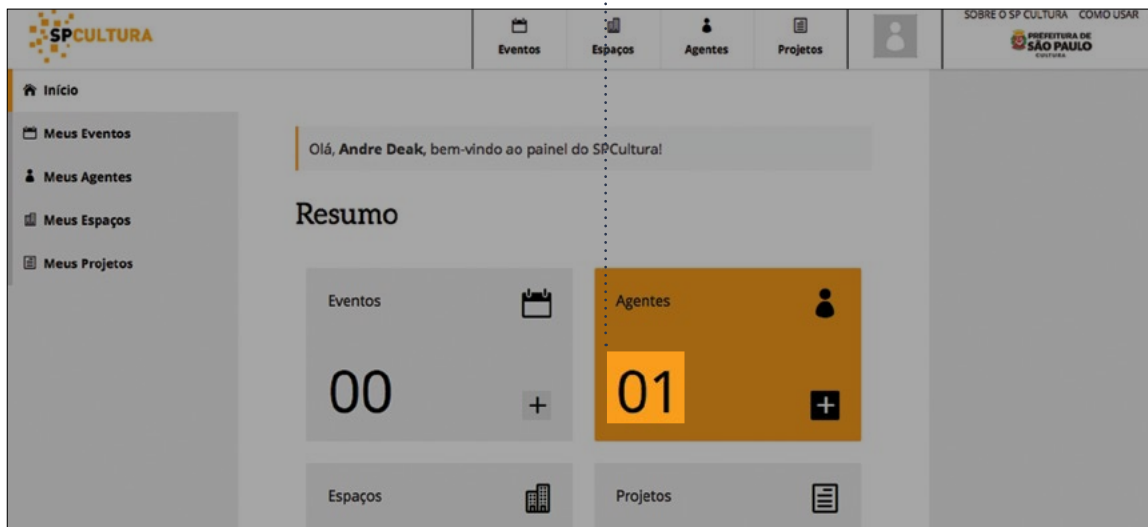 SPCULTURA
Eventos
Espaços
Agentes
Projetos
SOBRE O SP CULTURA COMO USAR
PREFEITURA DE
SÃO PAULO
CULTURA
Início
Meus Eventos
Meus Agentes
Meus Espaços
Meus Projetos
Olá, Andre Deak, bem-vindo ao painel do SPCultura!
Resumo
Eventos
00
+
Agentes
01
+
Espaços
Projetos